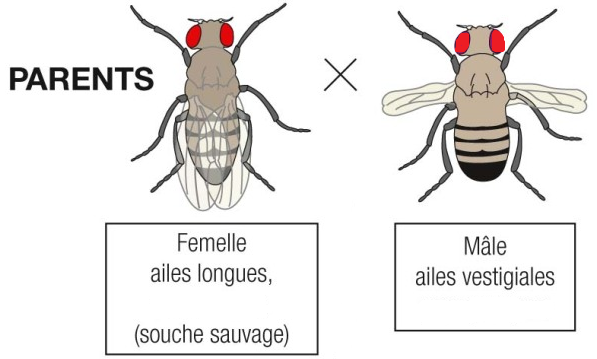 PARENTS
Femelle
ailes longues,
(souche sauvage)
Mâle
ailes vestigiales